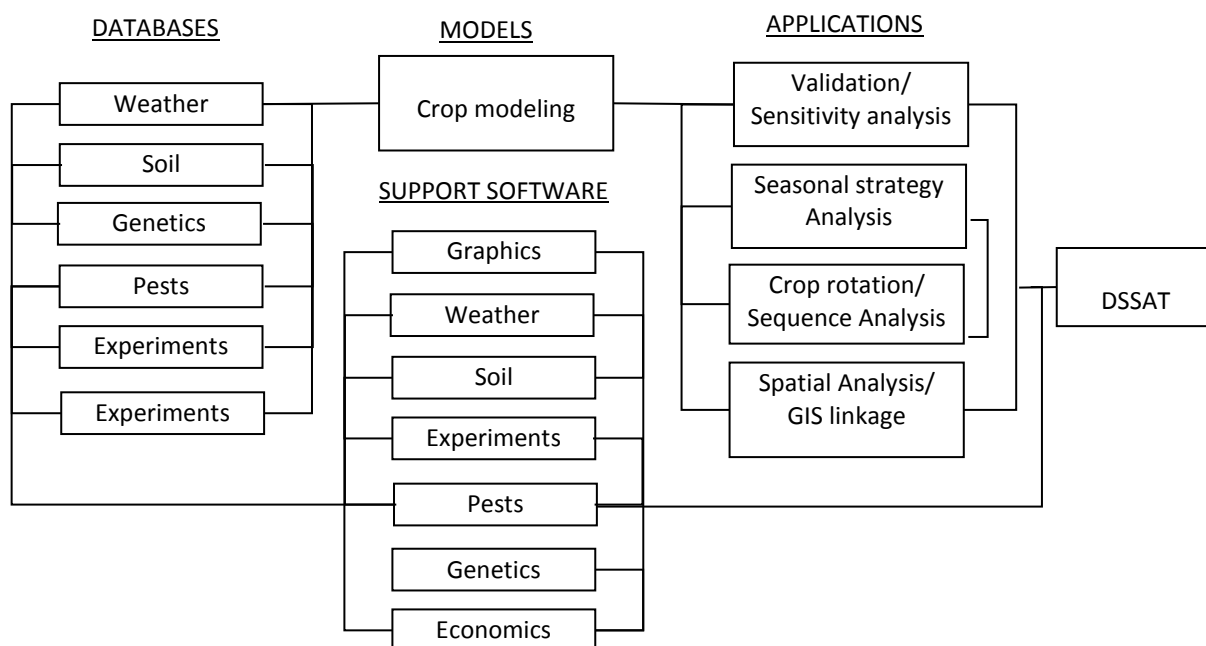 DATABASES
Weather
Soil
Genetics
Pests
Experiments
Experiments
MODELS
Crop modeling
SUPPORT SOFTWARE
Graphics
Weather
Soil
Experiments
Pests
Genetics
Economics
APPLICATIONS
Validation/
Sensitivity analysis
Seasonal strategy
Analysis
Crop rotation/
Sequence Analysis
Spatial Analysis/
GIS linkage
DSSAT